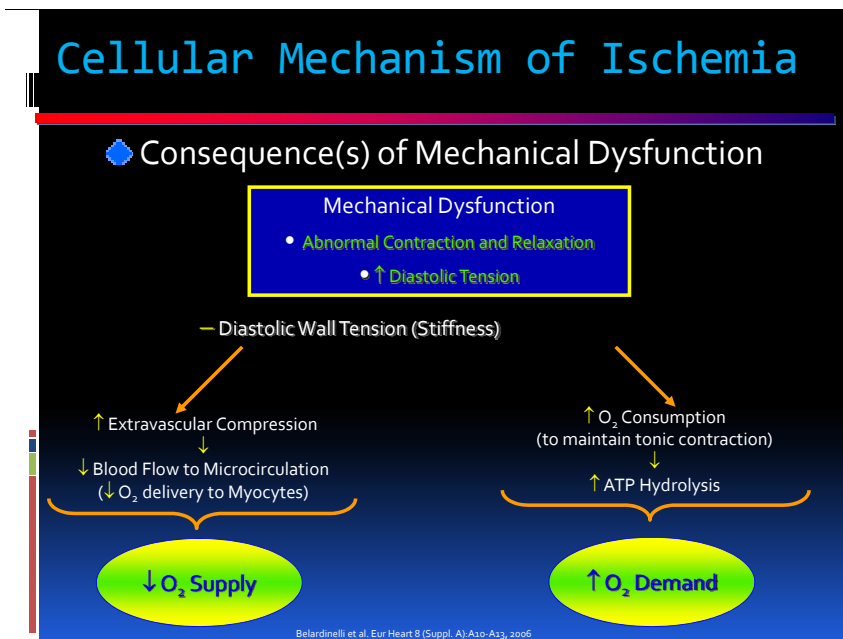 Cellular Mechanism of Ischemia
Consequence(s) of Mechanical Dysfunction
Mechanical Dysfunction
• Abnormal Contraction and Relaxation
• ↑ Diastolic Tension
– Diastolic Wall Tension (Stiffness)
↑ Extravascular Compression
↓
↓ Blood Flow to Microcirculation
(↓ O₂ delivery to Myocytes)
↓ O₂ Supply
↑ O₂ Consumption
(to maintain tonic contraction)
↓
↑ ATP Hydrolysis
↑ O₂ Demand
Belardinelli et al. Eur Heart 8 (Suppl. A):A10-A13, 2006